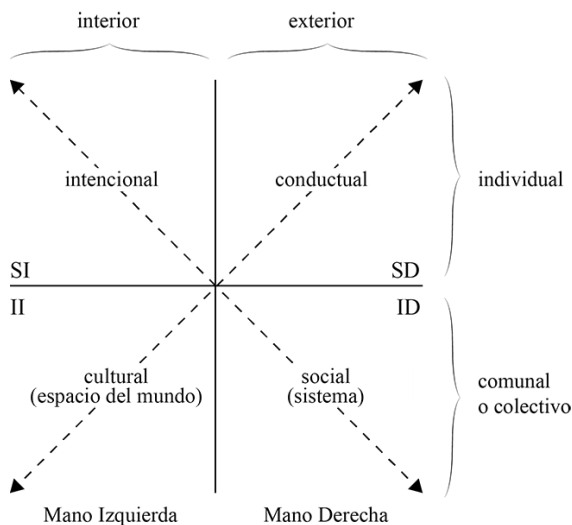 interior
exterior
intencional
conductual
individual
SI
SD
II
ID
cultural
(espacio del mundo)
social
(sistema)
comunal
o colectivo
Mano Izquierda
Mano Derecha